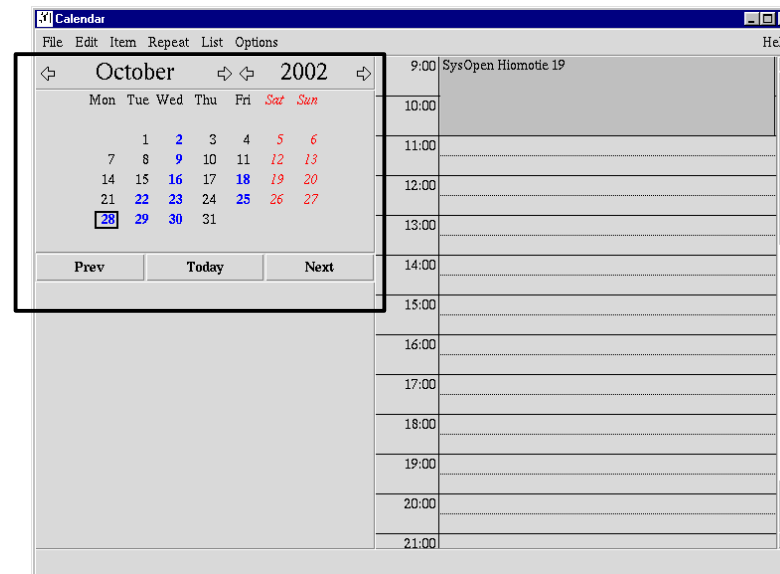 Calendar
File Edit Item Repeat List Options Hel
October 2002
Mon Tue Wed Thu Fri Sat Sun
1 2 3 4 5 6
7 8 9 10 11 12 13
14 15 16 17 18 19 20
21 22 23 24 25 26 27
28 29 30 31
Prev Today Next
9:00 SysOpen Hiomotie 19
10:00
11:00
12:00
13:00
14:00
15:00
16:00
17:00
18:00
19:00
20:00
21:00